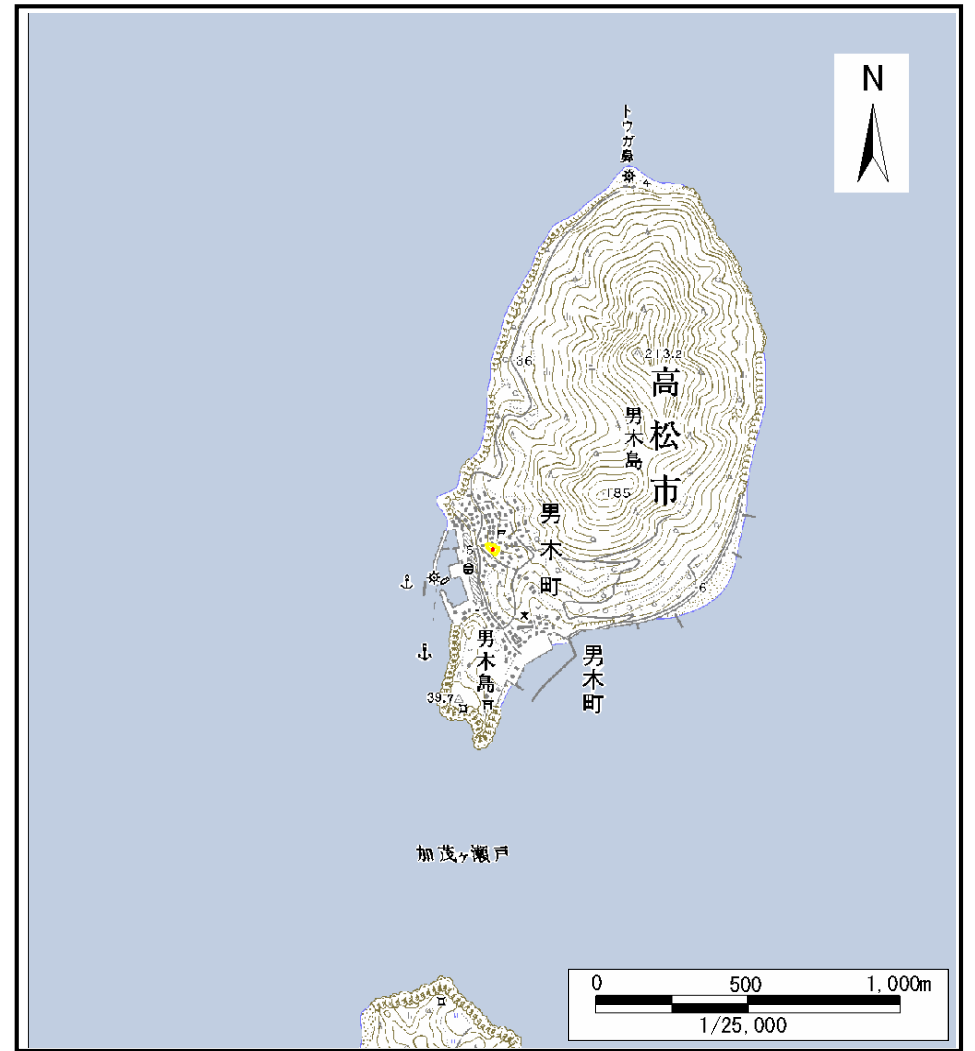 N
トウガ鼻
4
36
213.2
高松市
男木島
185
男木町
5
6
男木島
男木町
39.7
加茂ヶ瀬戸
0 500 1,000m
1/25,000